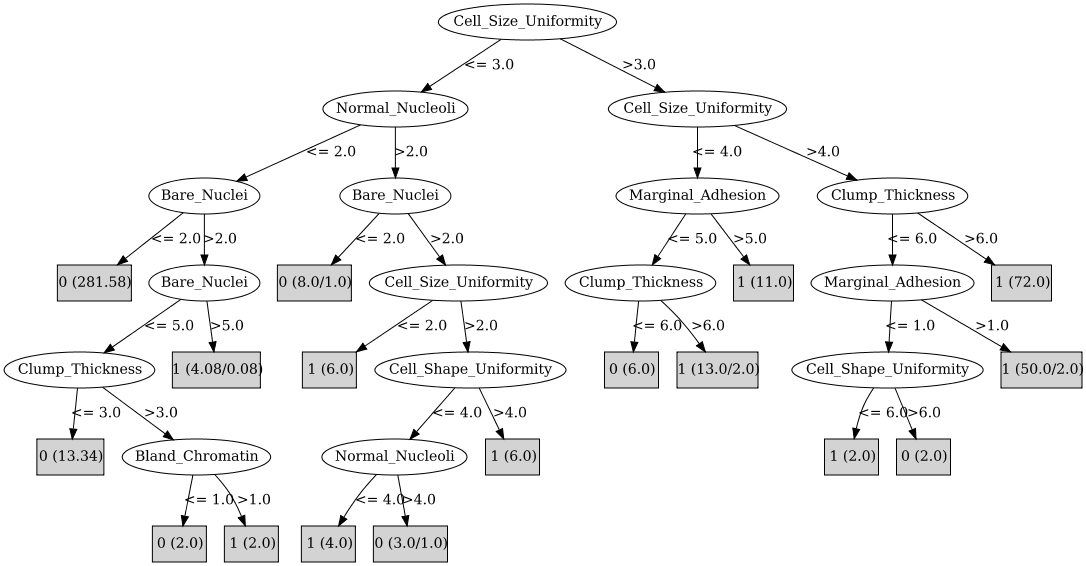 Cell_Size_Uniformity
<= 3.0 >3.0
Normal_Nucleoli Cell_Size_Uniformity
<= 2.0 >2.0 <= 4.0 >4.0
Bare_Nuclei Bare_Nuclei Marginal_Adhesion Clump_Thickness
<= 2.0 >2.0 <= 2.0 >2.0 <= 5.0 >5.0 <= 6.0 >6.0
0 (281.58) Bare_Nuclei 0 (8.0/1.0) Cell_Size_Uniformity Clump_Thickness 1 (11.0) Marginal_Adhesion 1 (72.0)
<= 5.0 >5.0 <= 2.0 >2.0 <= 6.0 >6.0 <= 1.0 >1.0
Clump_Thickness 1 (4.08/0.08) 1 (6.0) Cell_Shape_Uniformity 0 (6.0) 1 (13.0/2.0) Cell_Shape_Uniformity 1 (50.0/2.0)
<= 3.0 >3.0 <= 4.0 >4.0 <= 6.0 >6.0
0 (13.34) Bland_Chromatin Normal_Nucleoli 1 (6.0) 1 (2.0) 0 (2.0)
<= 1.0 >1.0 <= 4.0 >4.0
0 (2.0) 1 (2.0) 1 (4.0) 0 (3.0/1.0)